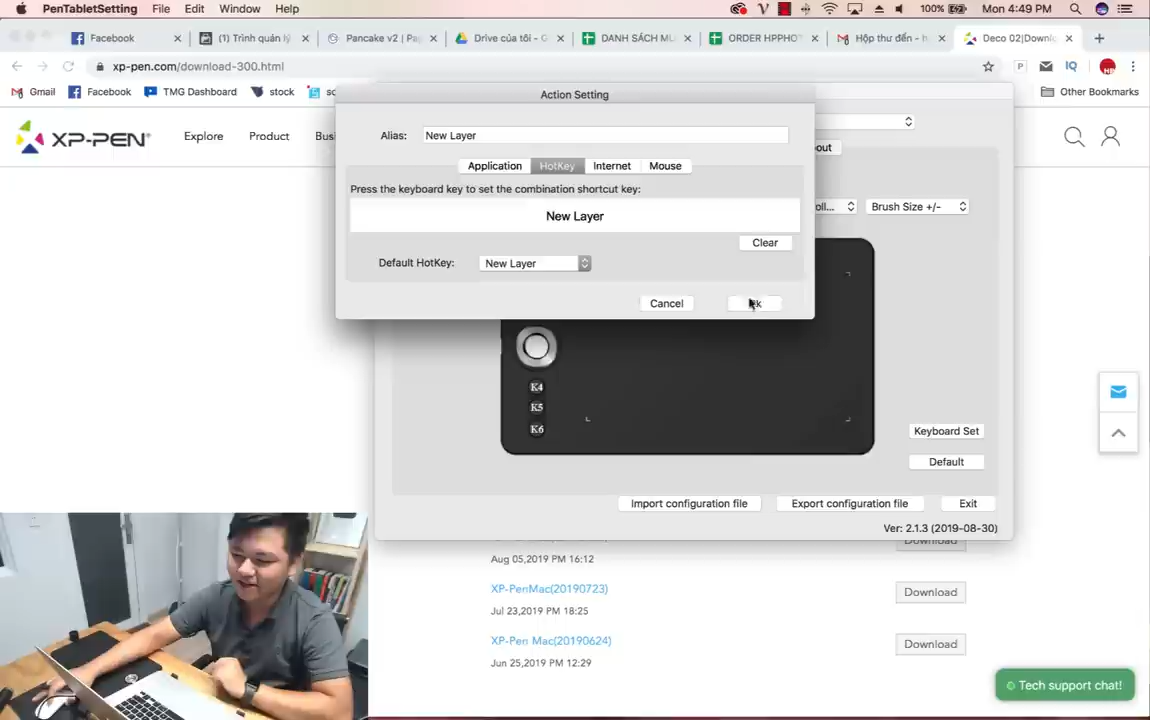 PenTabletSetting File Edit Window Help 100% Mon 4:49 PM
Facebook (1) Trình quản lý Pancake v2 | Pa Drive của tôi - G DANH SÁCH M ORDER HPPHO Hộp thư đến - h Deco 02|Downl
xp-pen.com/download-300.html
Gmail Facebook TMG Dashboard stock Other Bookmarks
XP-PEN Explore Product Busi
Action Setting
Alias: New Layer
Application HotKey Internet Mouse
out
Press the keyboard key to set the combination shortcut key:
New Layer
oll... Brush Size +/-
Clear
Default HotKey: New Layer
Cancel Ok
K4
K5
K6
Keyboard Set
Default
Import configuration file Export configuration file Exit
Ver: 2.1.3 (2019-08-30)
Download
Aug 05,2019 PM 16:12
XP-PenMac(20190723) Download
Jul 23,2019 PM 18:25
XP-Pen Mac(20190624) Download
Jun 25,2019 PM 12:29
Tech support chat!